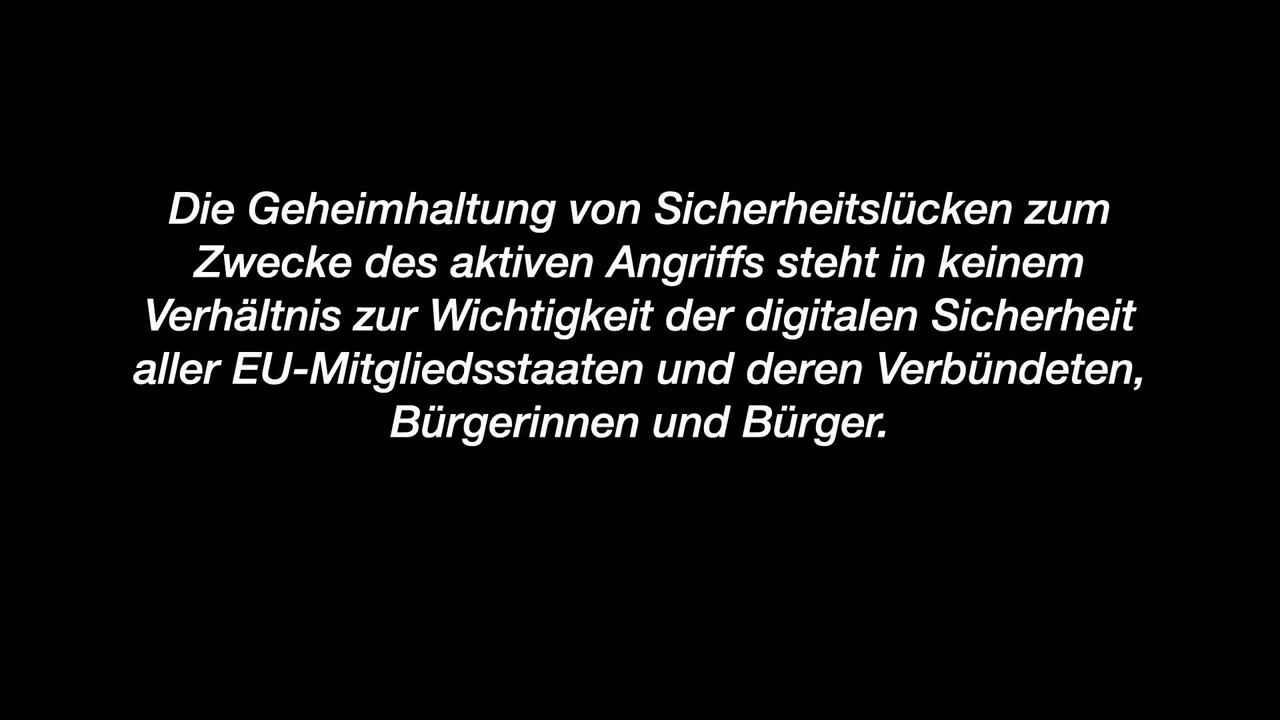 Die Geheimhaltung von Sicherheitslücken zum
Zwecke des aktiven Angriffs steht in keinem
Verhältnis zur Wichtigkeit der digitalen Sicherheit
aller EU-Mitgliedsstaaten und deren Verbündeten,
Bürgerinnen und Bürger.